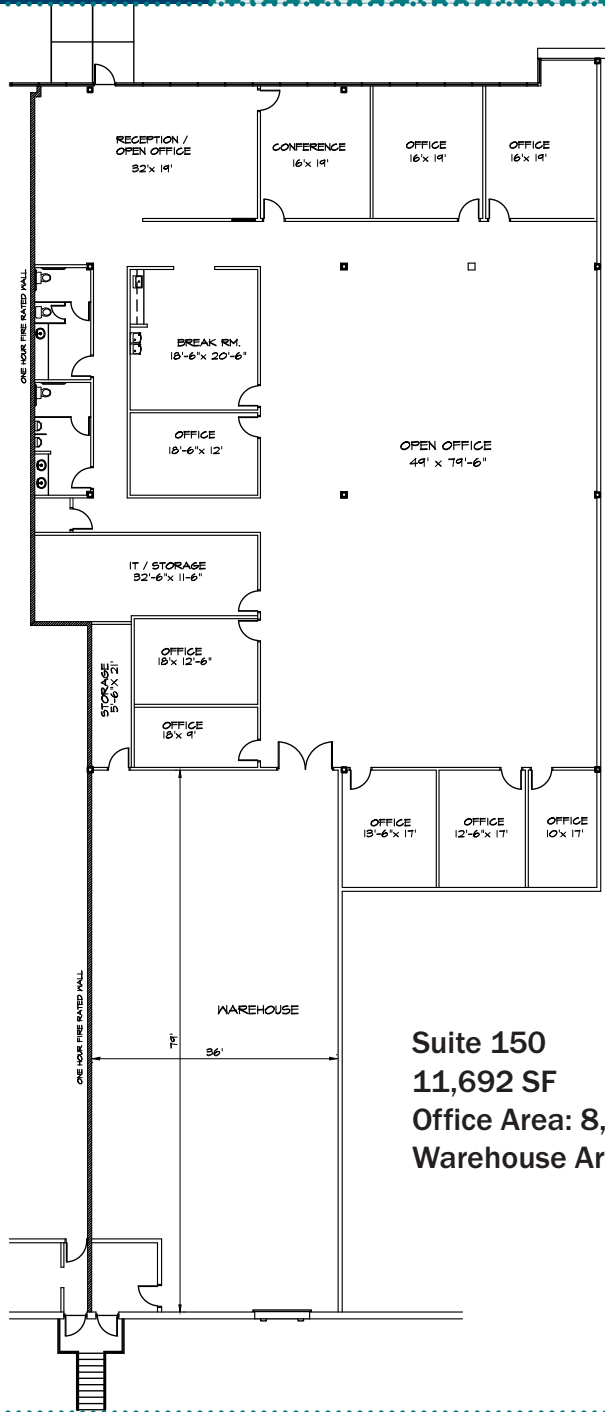 RECEPTION /
OPEN OFFICE
32'x 19'
CONFERENCE
16'x 19'
OFFICE
16'x 19'
OFFICE
16'x 19'
ONE HOUR FIRE RATED WALL
BREAK RM.
18'-6"x 20'-6"
OFFICE
18'-6"x 12'
OPEN OFFICE
49' x 79'-6"
IT / STORAGE
32'-6"x 11'-6"
STORAGE
5'-6"x 21'
OFFICE
18'x 12'-6"
OFFICE
18'x 9'
OFFICE
13'-6"x 17'
OFFICE
12'-6"x 17'
OFFICE
10'x 17'
ONE HOUR FIRE RATED WALL
WAREHOUSE
79'
36'
Suite 150
11,692 SF
Office Area: 8,
Warehouse Ar